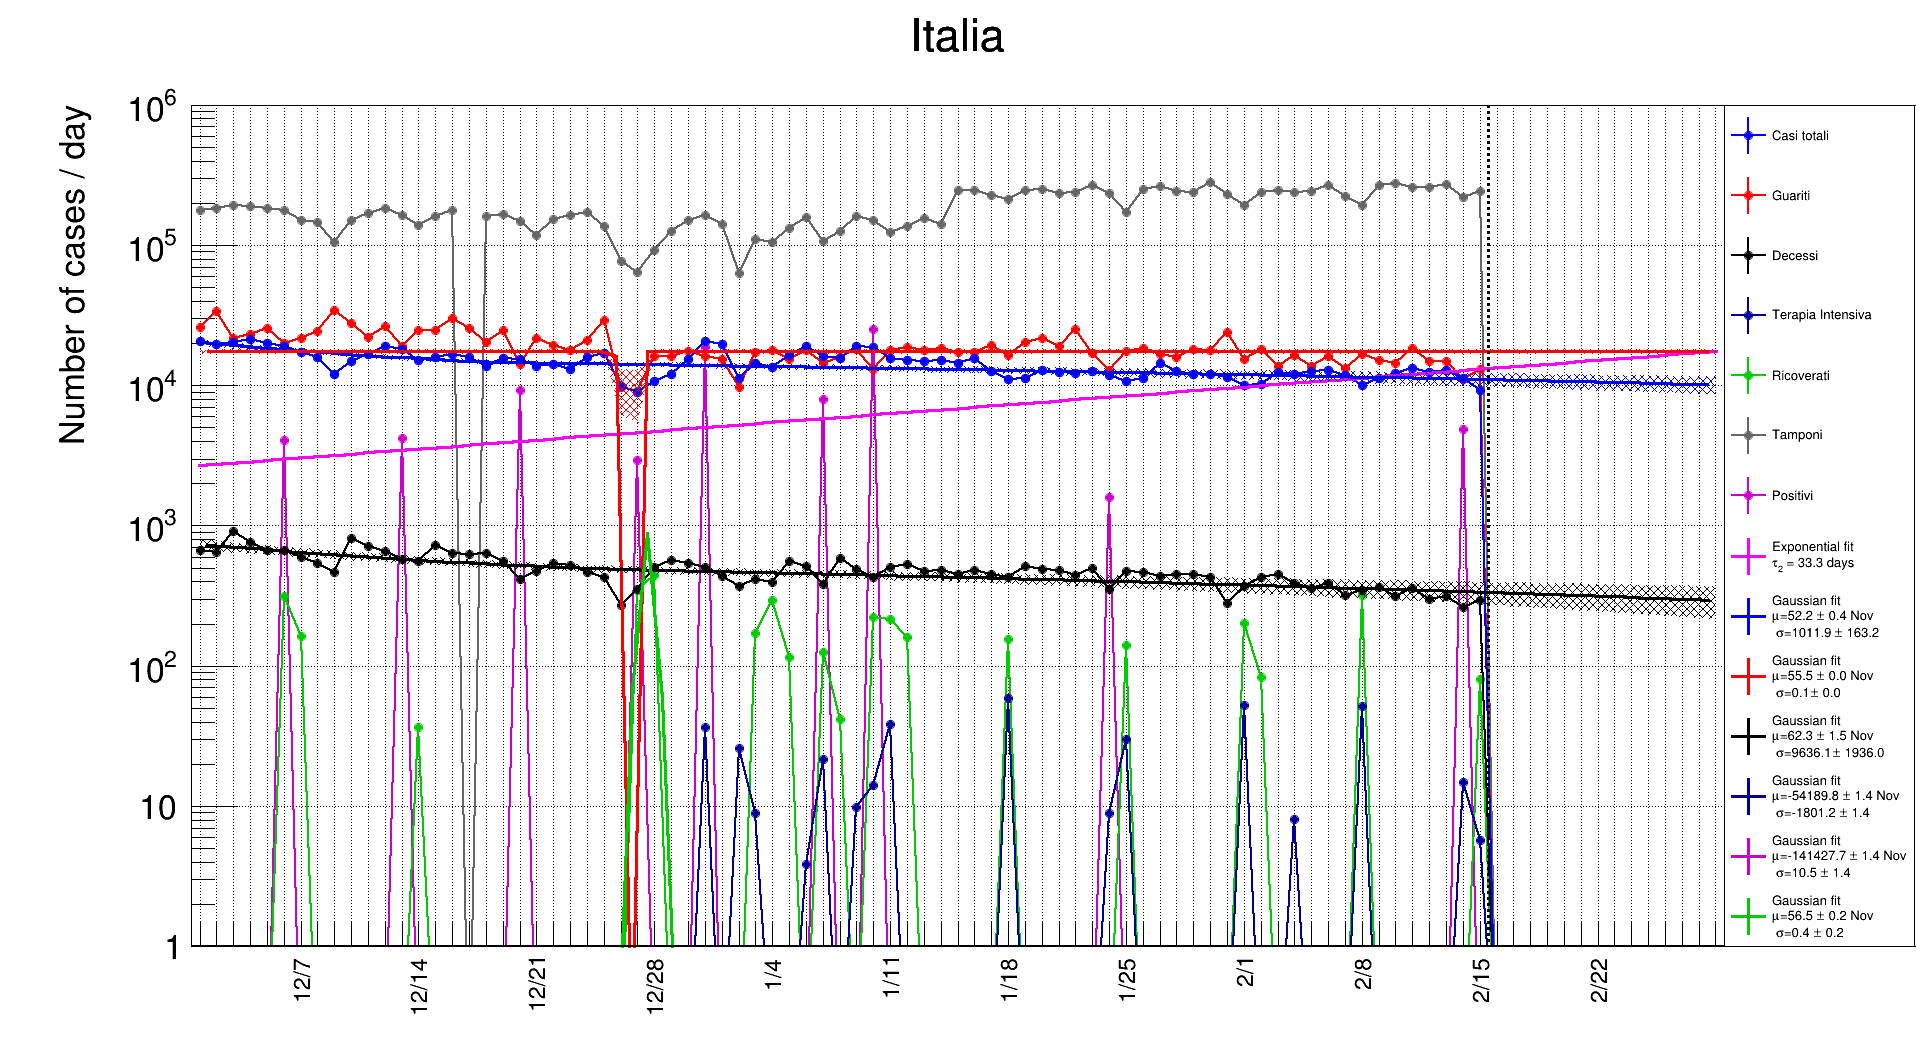 Italia
Number of cases / day
10^6
10^5
10^4
10^3
10^2
10
1
12/7
12/14
12/21
12/28
1/4
1/11
1/18
1/25
2/1
2/8
2/15
2/22
Casi totali
Guariti
Decessi
Terapia Intensiva
Ricoverati
Tamponi
Positivi
Exponential fit
τ_2 = 33.3 days
Gaussian fit
μ=52.2 ± 0.4 Nov
σ=1011.9 ± 163.2
Gaussian fit
μ=55.5 ± 0.0 Nov
σ=0.1± 0.0
Gaussian fit
μ=62.3 ± 1.5 Nov
σ=9636.1± 1936.0
Gaussian fit
μ=-54189.8 ± 1.4 Nov
σ=-1801.2 ± 1.4
Gaussian fit
μ=-141427.7 ± 1.4 Nov
σ=10.5 ± 1.4
Gaussian fit
μ=56.5 ± 0.2 Nov
σ=0.4 ± 0.2